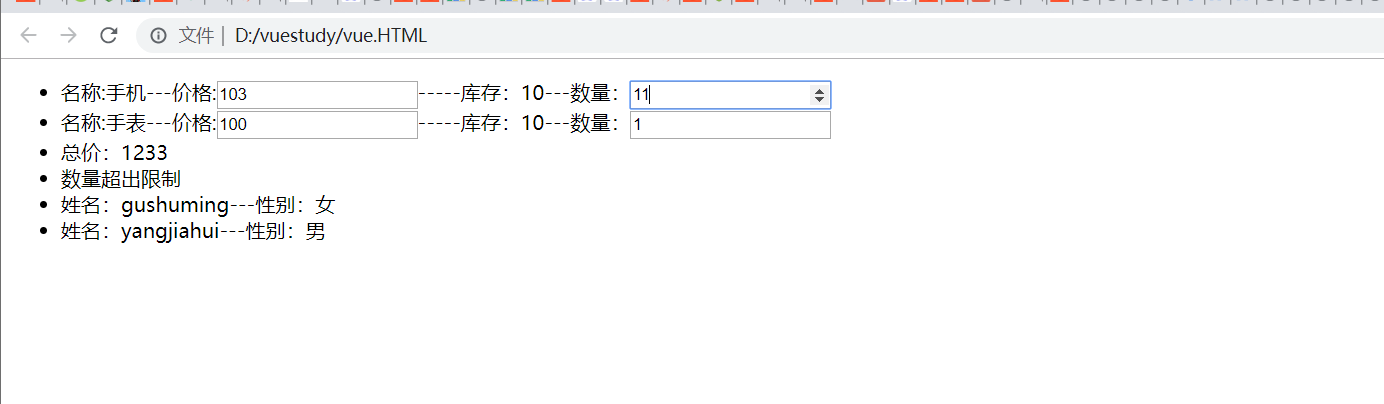 文件 | D:/vuestudy/vue.HTML
名称:手机---价格:103-----库存：10---数量：11
名称:手表---价格:100-----库存：10---数量：1
总价：1233
数量超出限制
姓名：gushuming---性别：女
姓名：yangjiahui---性别：男